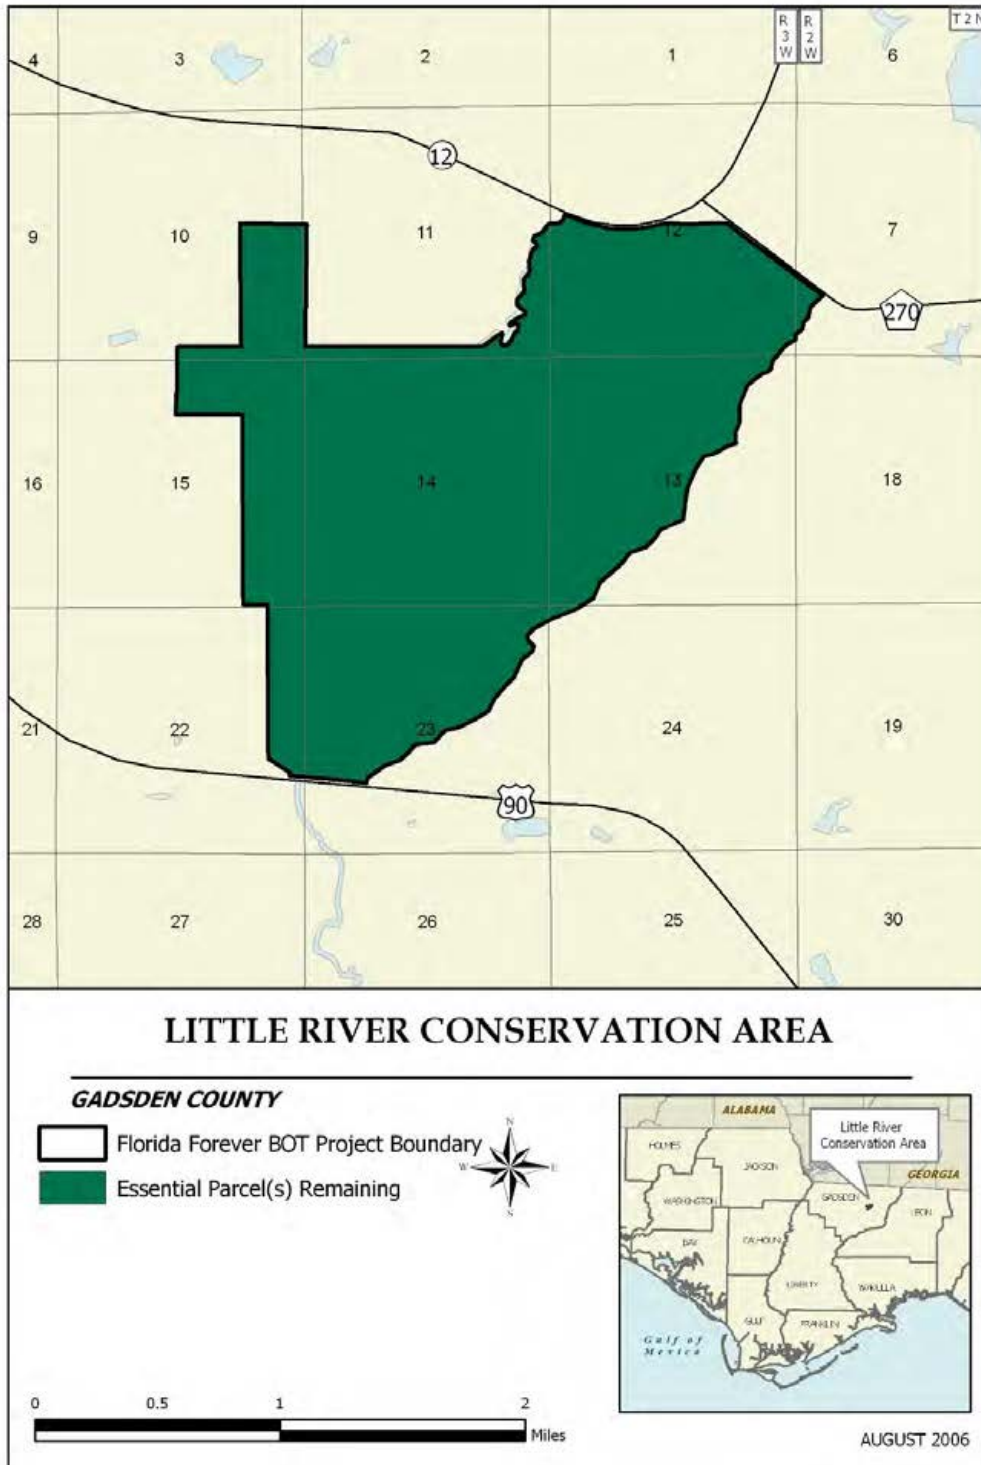 R
3
W
R
2
W
T 2 N
4
3
2
1
6
12
9
10
11
12
7
270
16
15
14
13
18
21
22
23
24
19
90
28
27
26
25
30
LITTLE RIVER CONSERVATION AREA
GADSDEN COUNTY
Florida Forever BOT Project Boundary
Essential Parcel(s) Remaining
N
W
E
S
ALABAMA
Little River
Conservation Area
GEORGIA
HOLMES
JACKSON
GADSDEN
WASHINGTON
LEON
BAY
CALHOUN
LIBERTY
WAKULLA
GULF
FRANKLIN
Gulf of
Mexico
0
0.5
1
2
Miles
AUGUST 2006